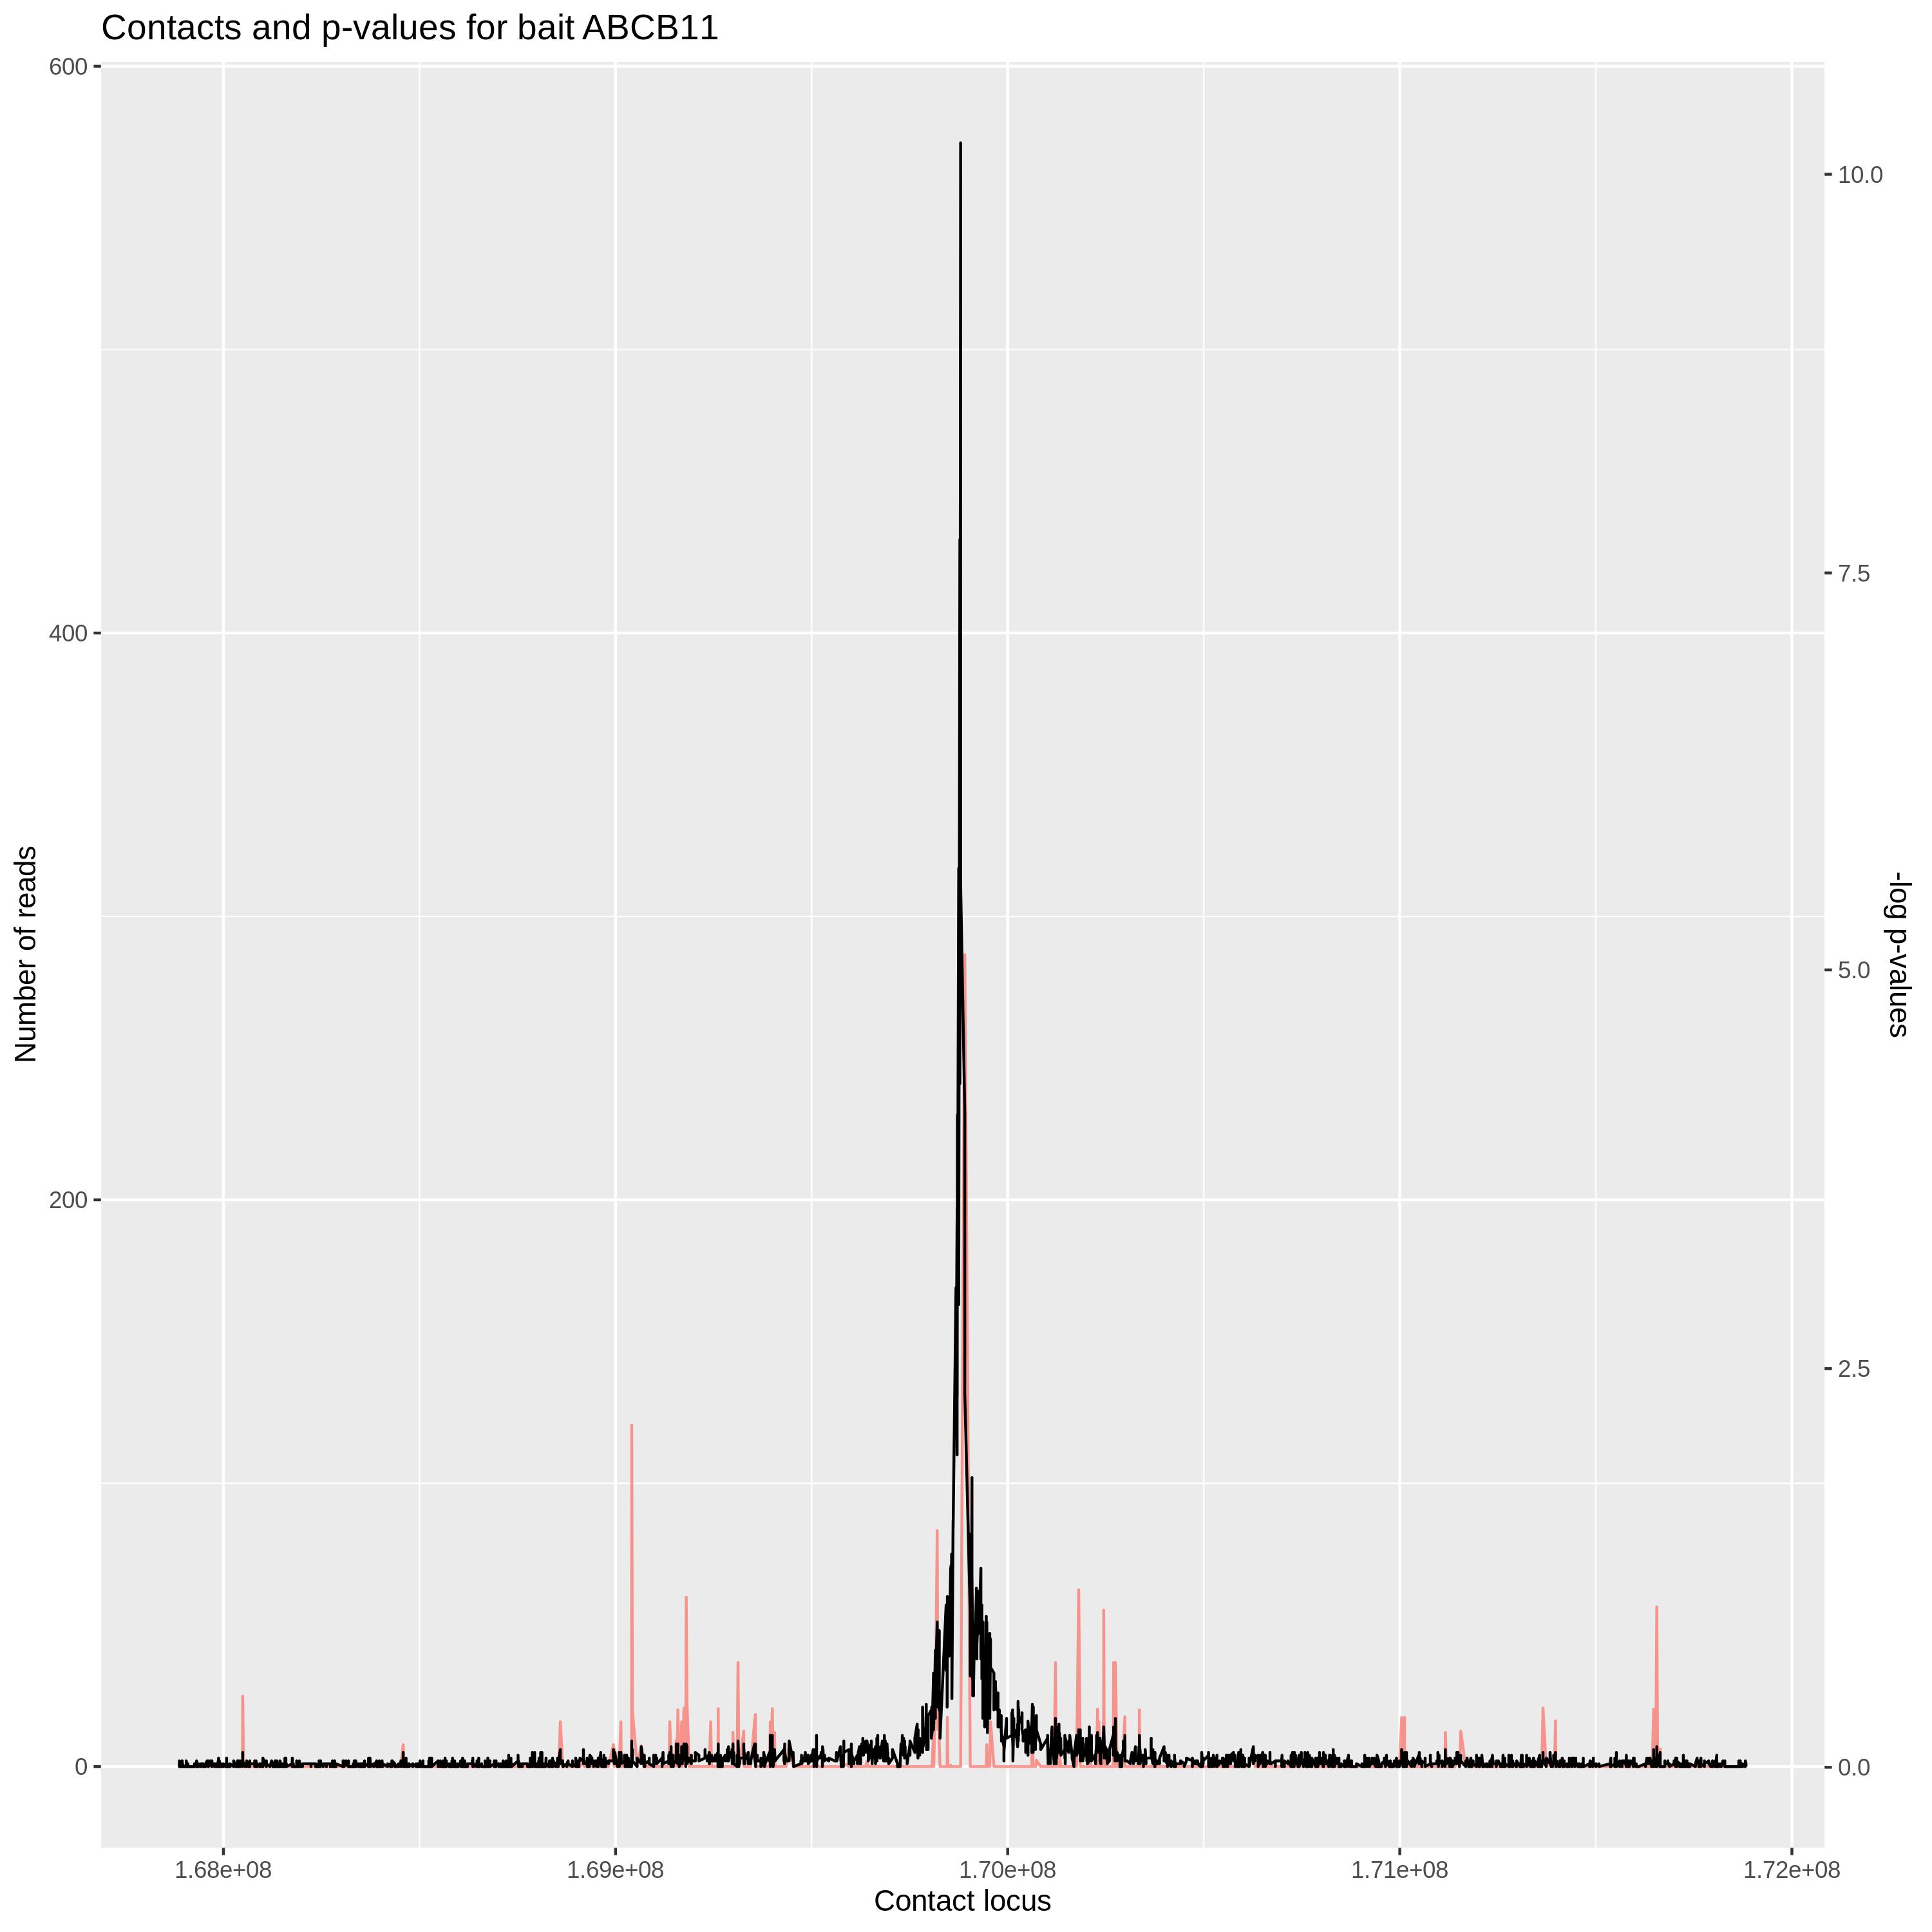 Contacts and p-values for bait ABCB11
600
400
200
0
Number of reads
10.0
7.5
5.0
2.5
0.0
-log p-values
1.68e+08
1.69e+08
1.70e+08
1.71e+08
1.72e+08
Contact locus